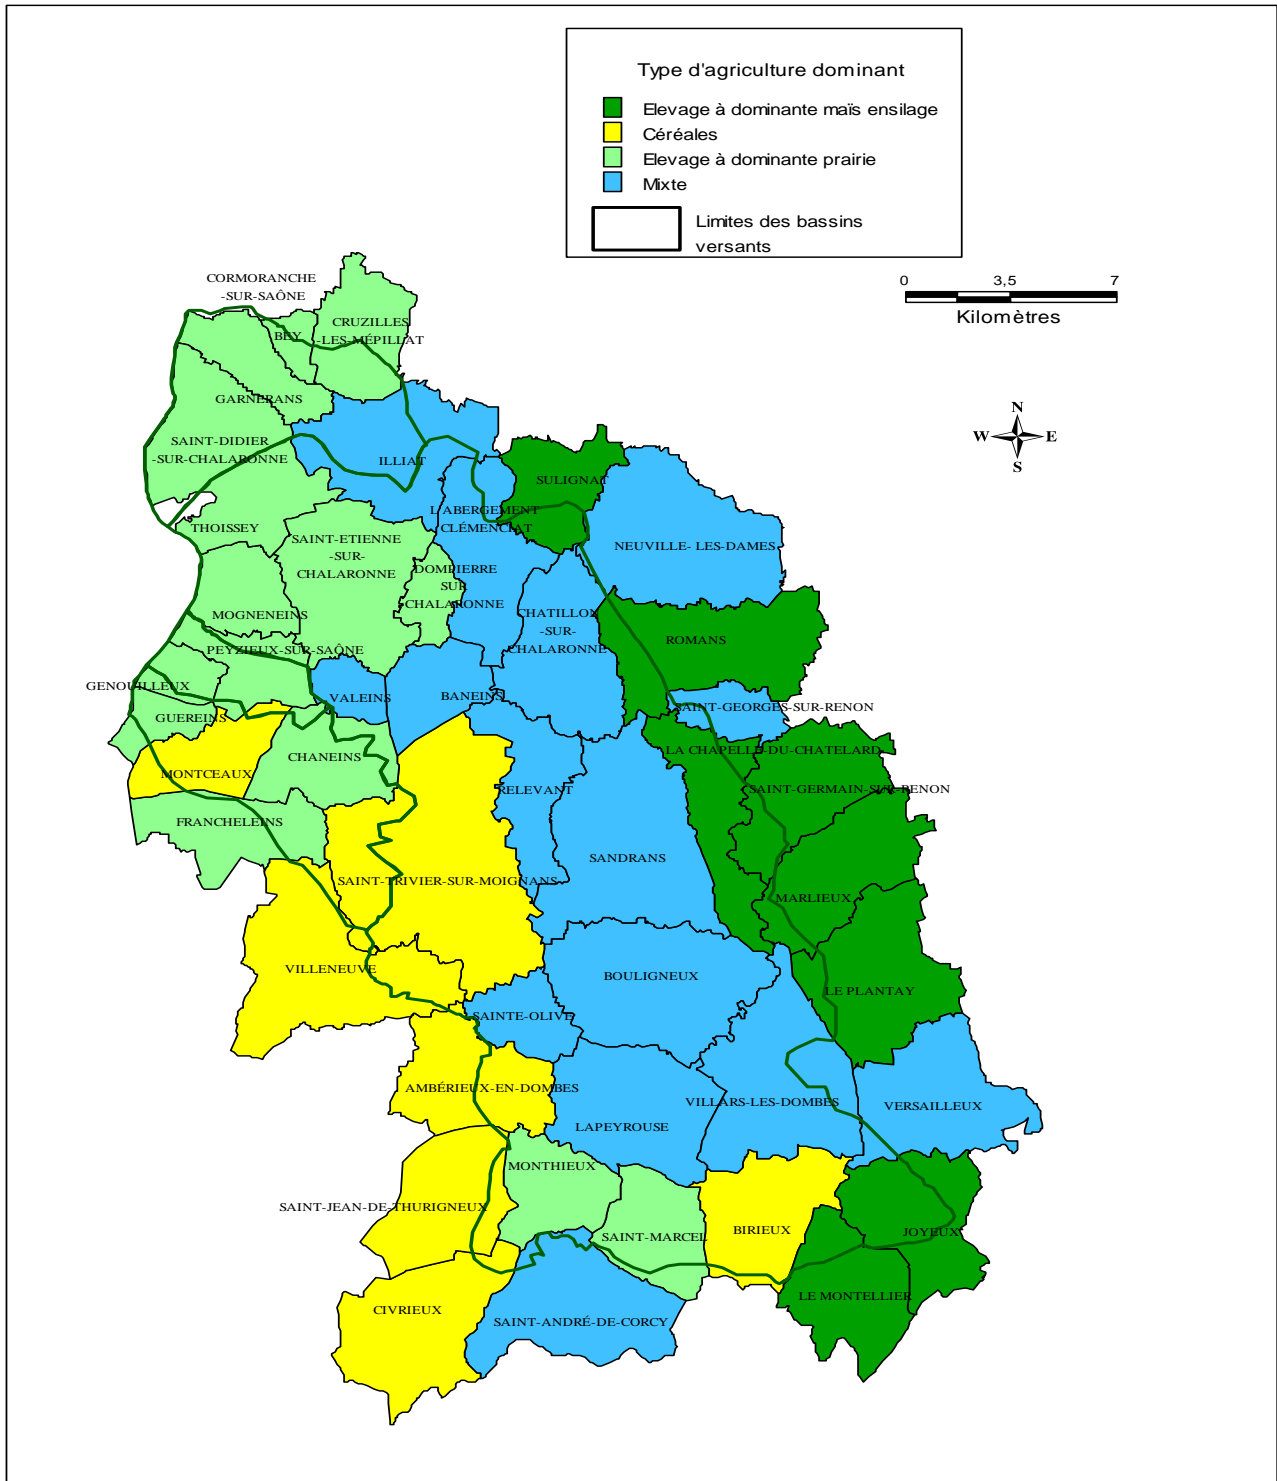 Type d'agriculture dominant
Elevage à dominante maïs ensilage
Céréales
Elevage à dominante prairie
Mixte
Limites des bassins
versants
0 3,5 7
Kilomètres
N
W E
S
CORMORANCHE
-SUR-SAÔNE
BEY
CRUZILLES
-LES-MÉPILLAT
GARNERANS
SAINT-DIDIER
-SUR-CHALARONNE
ILLIAT
SULIGNAT
THOISSEY
L'ABERGEMENT
CLÉMENCIAT
SAINT-ETIENNE
-SUR-
CHALARONNE
NEUVILLE- LES-DAMES
DOMPIERRE
SUR
CHALARONNE
MOGNENEINS
CHATILLON
-SUR-
CHALARONNE
ROMANS
PEYZIEUX-SUR-SAÔNE
GENOUILLEUX
VALEINS
BANEINS
SAINT-GEORGES-SUR-RENON
GUEREINS
CHANEINS
LA CHAPELLE-DU-CHATELARD
MONTCEAUX
RELEVANT
SAINT-GERMAIN-SUR-RENON
FRANCHELEINS
SANDRANS
SAINT-TRIVIER-SUR-MOIGNANS
MARLIEUX
VILLENEUVE
BOULIGNEUX
LE PLANTAY
SAINTE-OLIVE
AMBÉRIEUX-EN-DOMBES
VILLARS-LES-DOMBES
VERSAILLEUX
LAPEYROUSE
MONTHIEUX
SAINT-JEAN-DE-THURIGNEUX
SAINT-MARCEL
BIRIEUX
JOYEUX
LE MONTELLIER
CIVRIEUX
SAINT-ANDRÉ-DE-CORCY